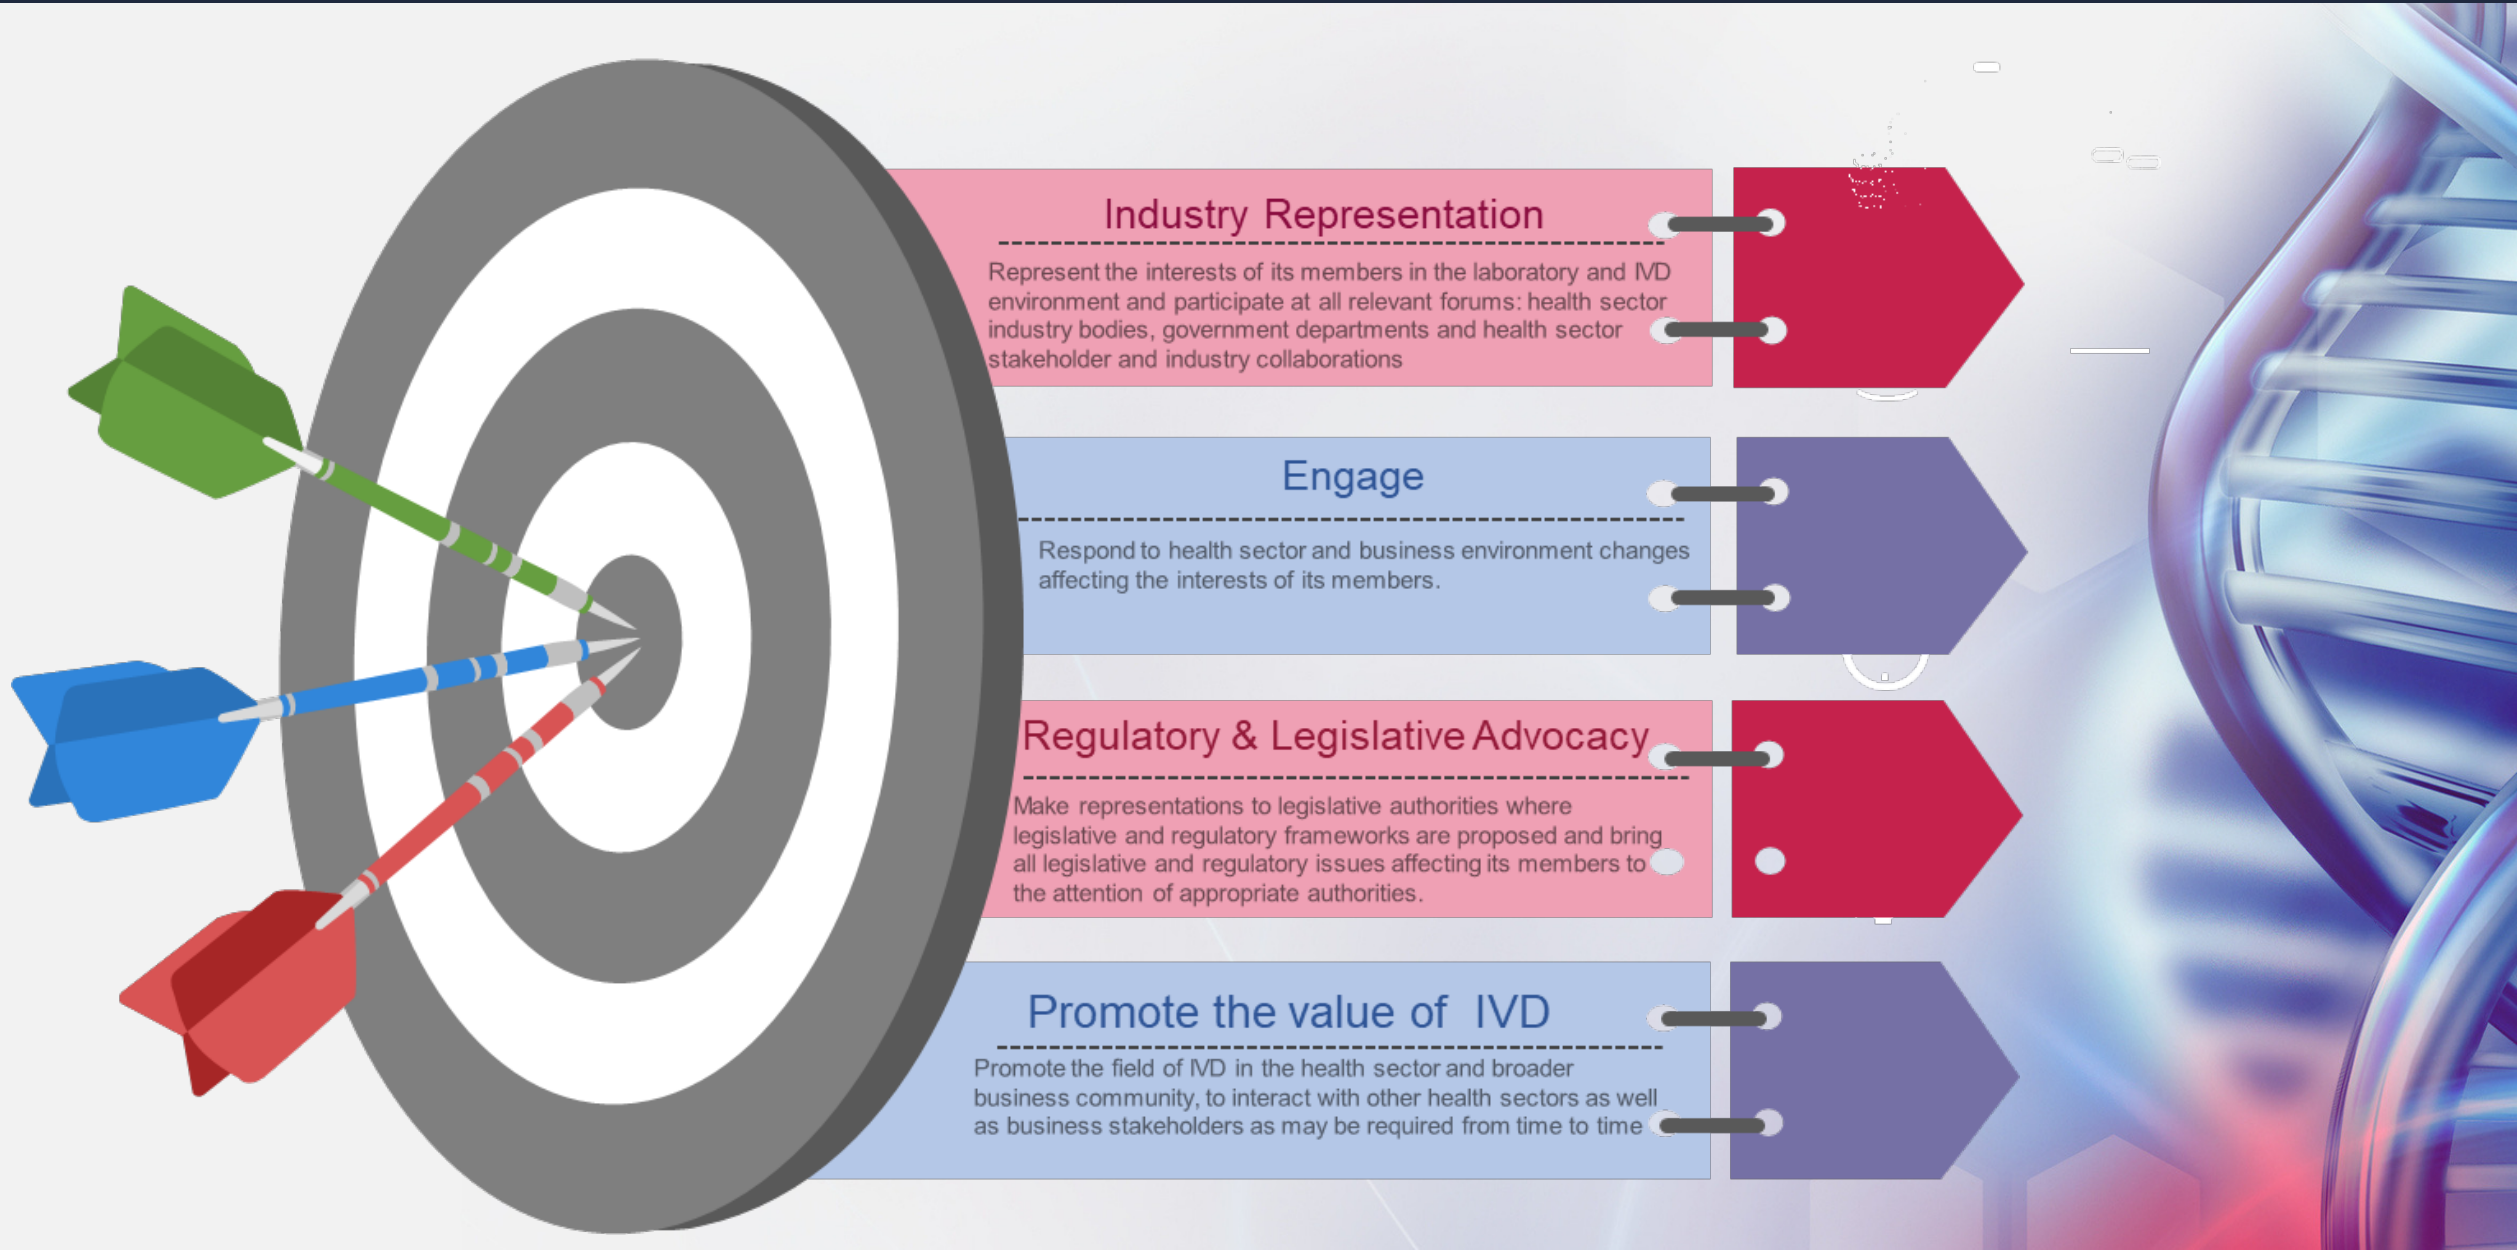 Industry Representation
Represent the interests of its members in the laboratory and IVD
environment and participate at all relevant forums: health sector
industry bodies, government departments and health sector
stakeholder and industry collaborations
Engage
Respond to health sector and business environment changes
affecting the interests of its members.
Regulatory & Legislative Advocacy
Make representations to legislative authorities where
legislative and regulatory frameworks are proposed and bring
all legislative and regulatory issues affecting its members to
the attention of appropriate authorities.
Promote the value of IVD
Promote the field of IVD in the health sector and broader
business community, to interact with other health sectors as well
as business stakeholders as may be required from time to time